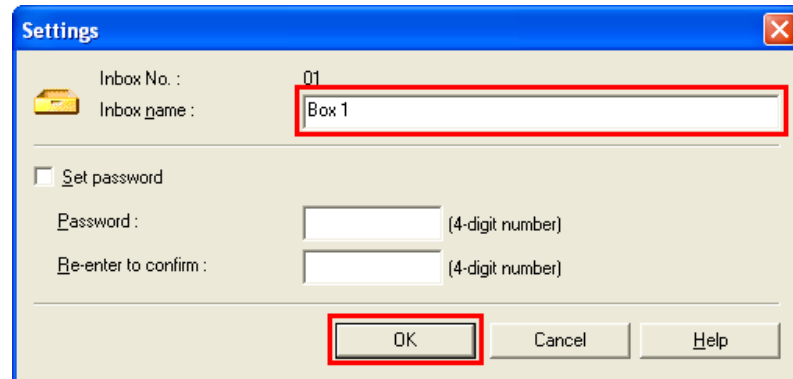 Settings
Inbox No. : 01
Inbox name : Box 1
Set password
Password : (4-digit number)
Re-enter to confirm : (4-digit number)
OK Cancel Help